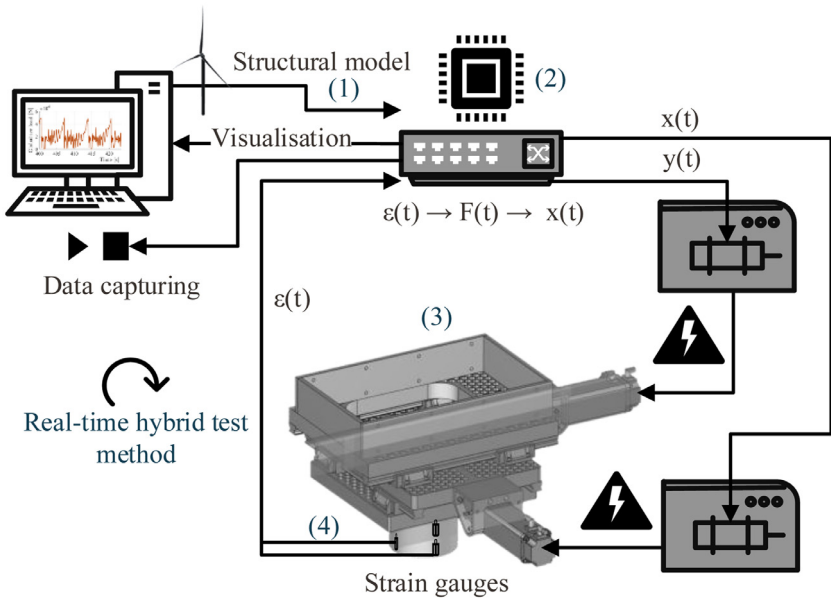 Structural model
(1)
(2)
x(t)
Visualisation
y(t)
ε(t) → F(t) → x(t)
Data capturing
ε(t)
(3)
Real-time hybrid test
method
(4)
Strain gauges